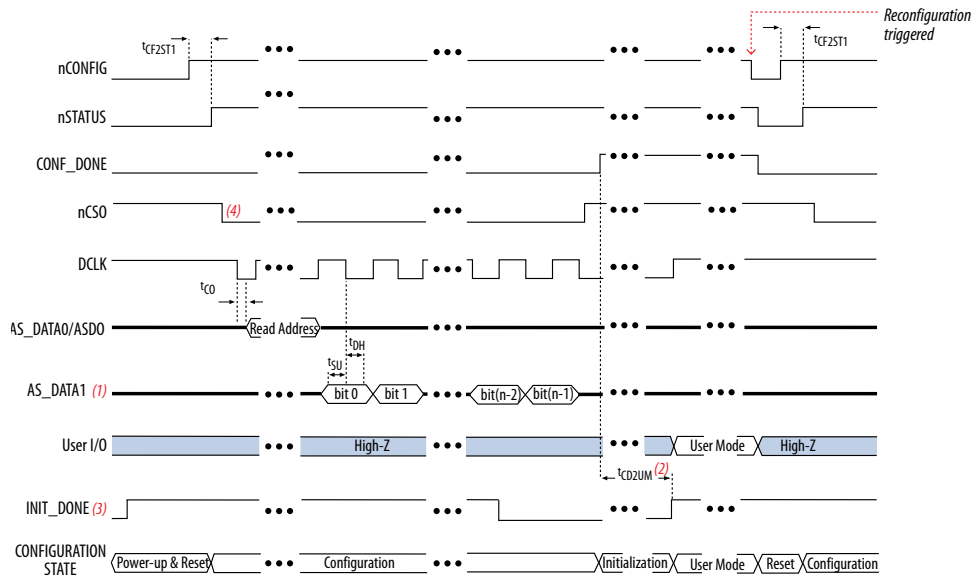 Reconfiguration
triggered
tCF2ST1
tCF2ST1
nCONFIG
nSTATUS
CONF_DONE
nCSO
(4)
DCLK
tCO
AS_DATA0/ASDO
Read Address
tSU
tDH
AS_DATA1 (1)
bit 0
bit 1
bit(n-2)
bit(n-1)
User I/O
High-Z
User Mode
High-Z
tCD2UM (2)
INIT_DONE (3)
CONFIGURATION
STATE
Power-up & Reset
Configuration
Initialization
User Mode
Reset
Configuration